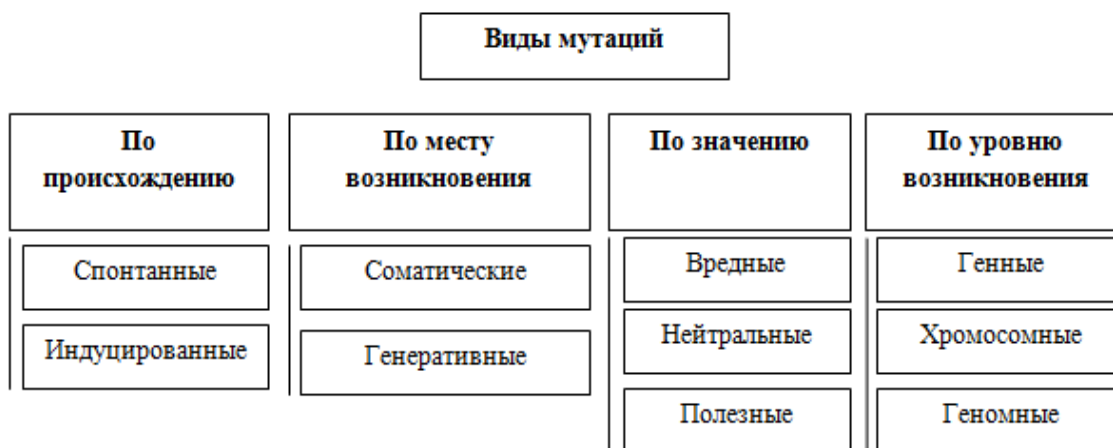 Виды мутаций
По
происхождению
По месту
возникновения
По значению
По уровню
возникновения
Спонтанные
Соматические
Вредные
Генные
Индуцированные
Генеративные
Нейтральные
Хромосомные
Полезные
Геномные